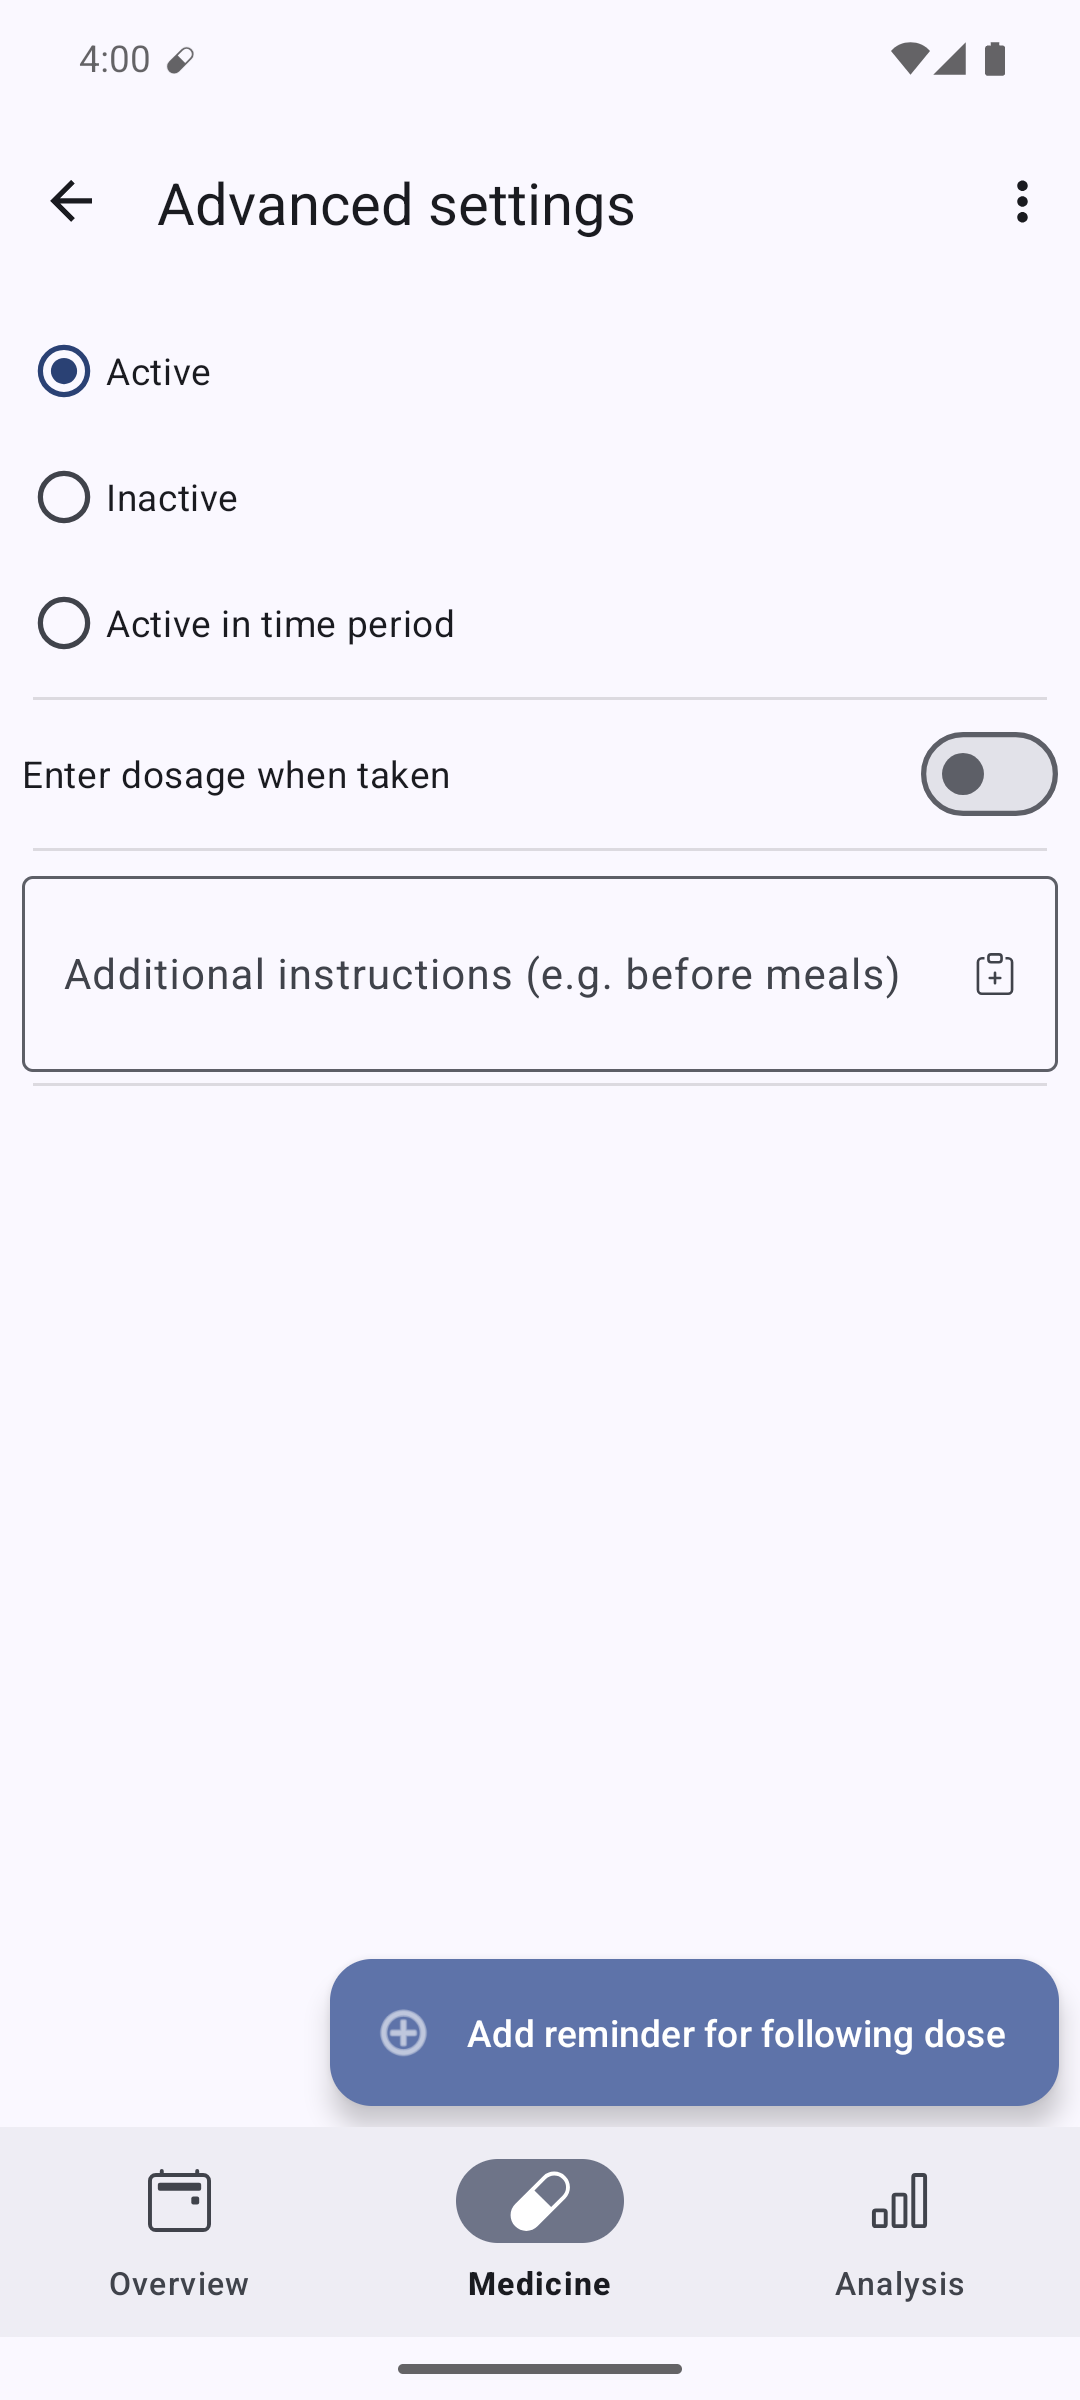 4:00
Advanced settings
Active
Inactive
Active in time period
Enter dosage when taken
Additional instructions (e.g. before meals)
Add reminder for following dose
Overview
Medicine
Analysis